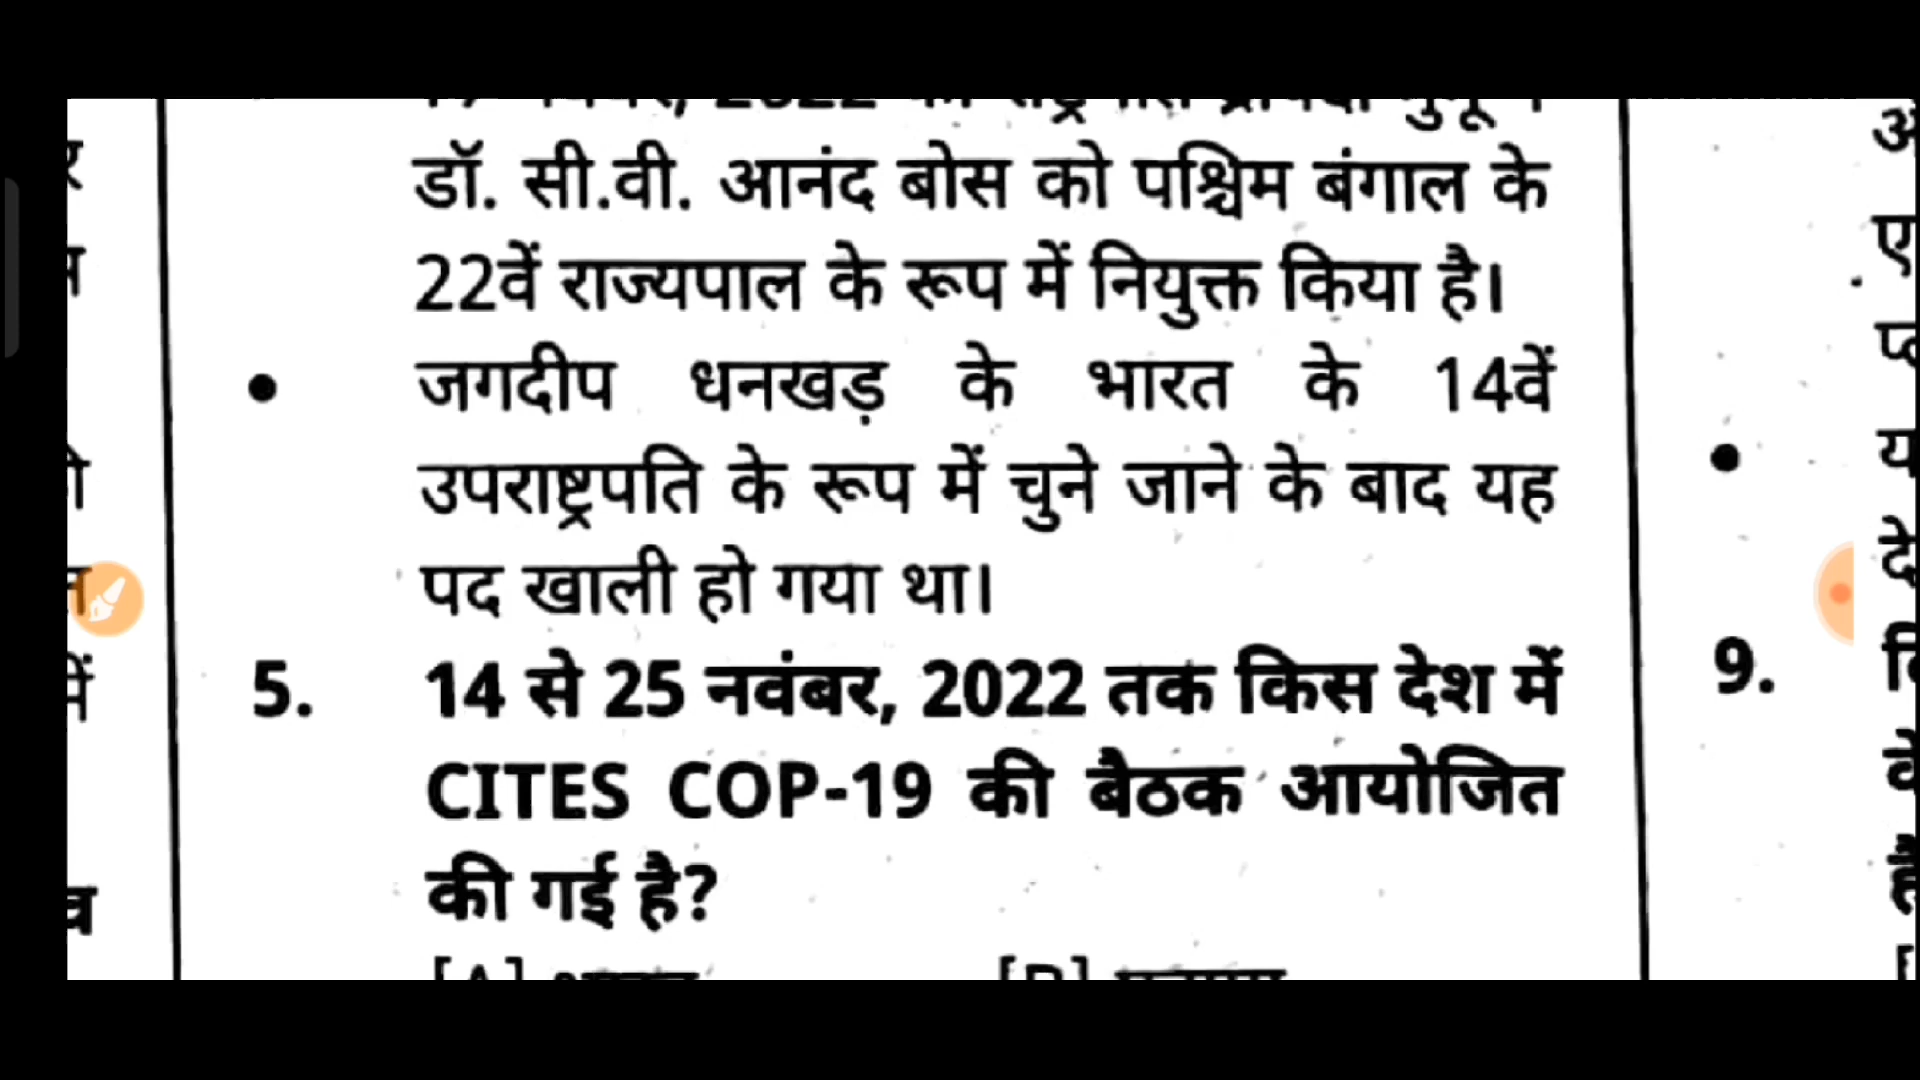 डॉ. सी.वी. आनंद बोस को पश्चिम बंगाल के
22वें राज्यपाल के रूप में नियुक्त किया है।
• जगदीप धनखड़ के भारत के 14वें
उपराष्ट्रपति के रूप में चुने जाने के बाद यह
पद खाली हो गया था।
5. 14 से 25 नवंबर, 2022 तक किस देश में
CITES COP-19 की बैठक आयोजित
की गई है?
•
9.